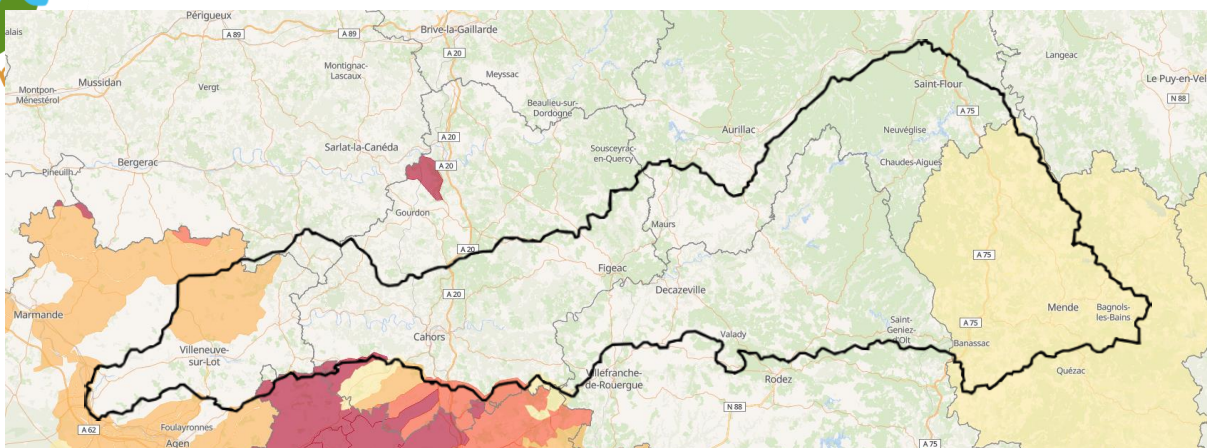 alais
Périgueux
A 89
A 89
Brive-la-Gaillarde
A 20
Langeac
Montignac-
Lascaux
Meyssac
Mussidan
Vergt
Montpon-
Ménestérol
Saint-Flour
Le Puy-en-Vel
N 88
Beaulieu-sur-
Dordogne
A 75
Aurillac
Neuvéglise
A 20
Sarlat-la-Canéda
Sousceyrac-
en-Quercy
Bergerac
A 20
Chaudes-Aigues
Pineuilh
Gourdon
Maurs
A 20
A 75
Figeac
Decazeville
A 20
Marmande
Mende
Bagnols-
les-Bains
Saint-
Geniez-
d'Olt
A 75
Cahors
Valady
Banassac
Villeneuve-
sur-Lot
Villefranche-
de-Rouergue
Quézac
Rodez
N 88
Foulayronnes
A 62
Agen
A 75